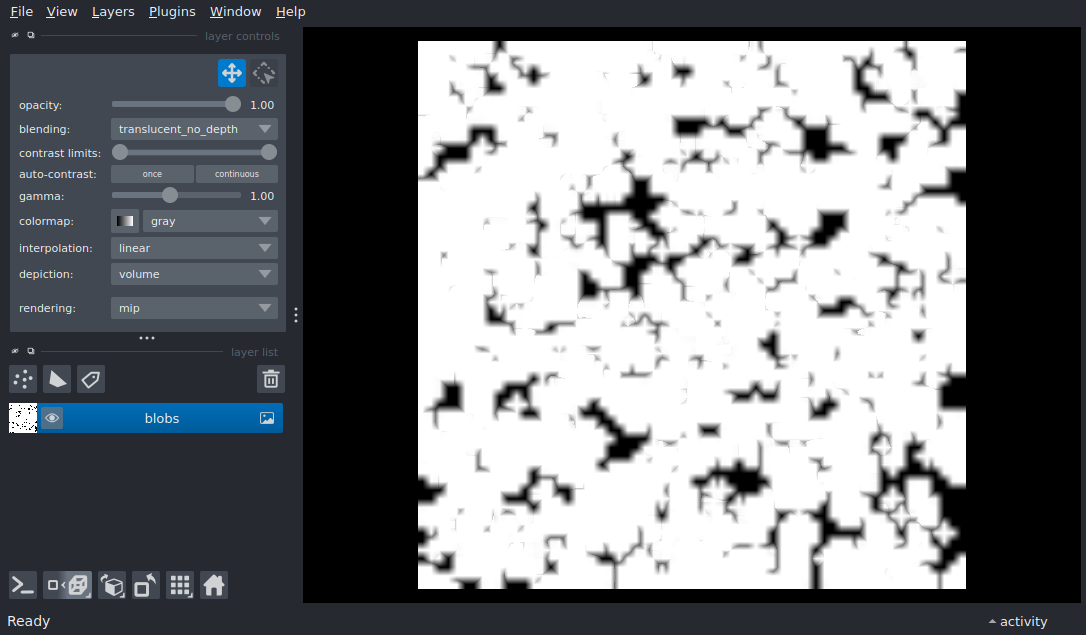 File View Layers Plugins Window Help
layer controls
opacity: 1.00
blending: translucent_no_depth
contrast limits:
auto-contrast: once continuous
gamma: 1.00
colormap: gray
interpolation: linear
depiction: volume
rendering: mip
layer list
blobs
Ready
activity